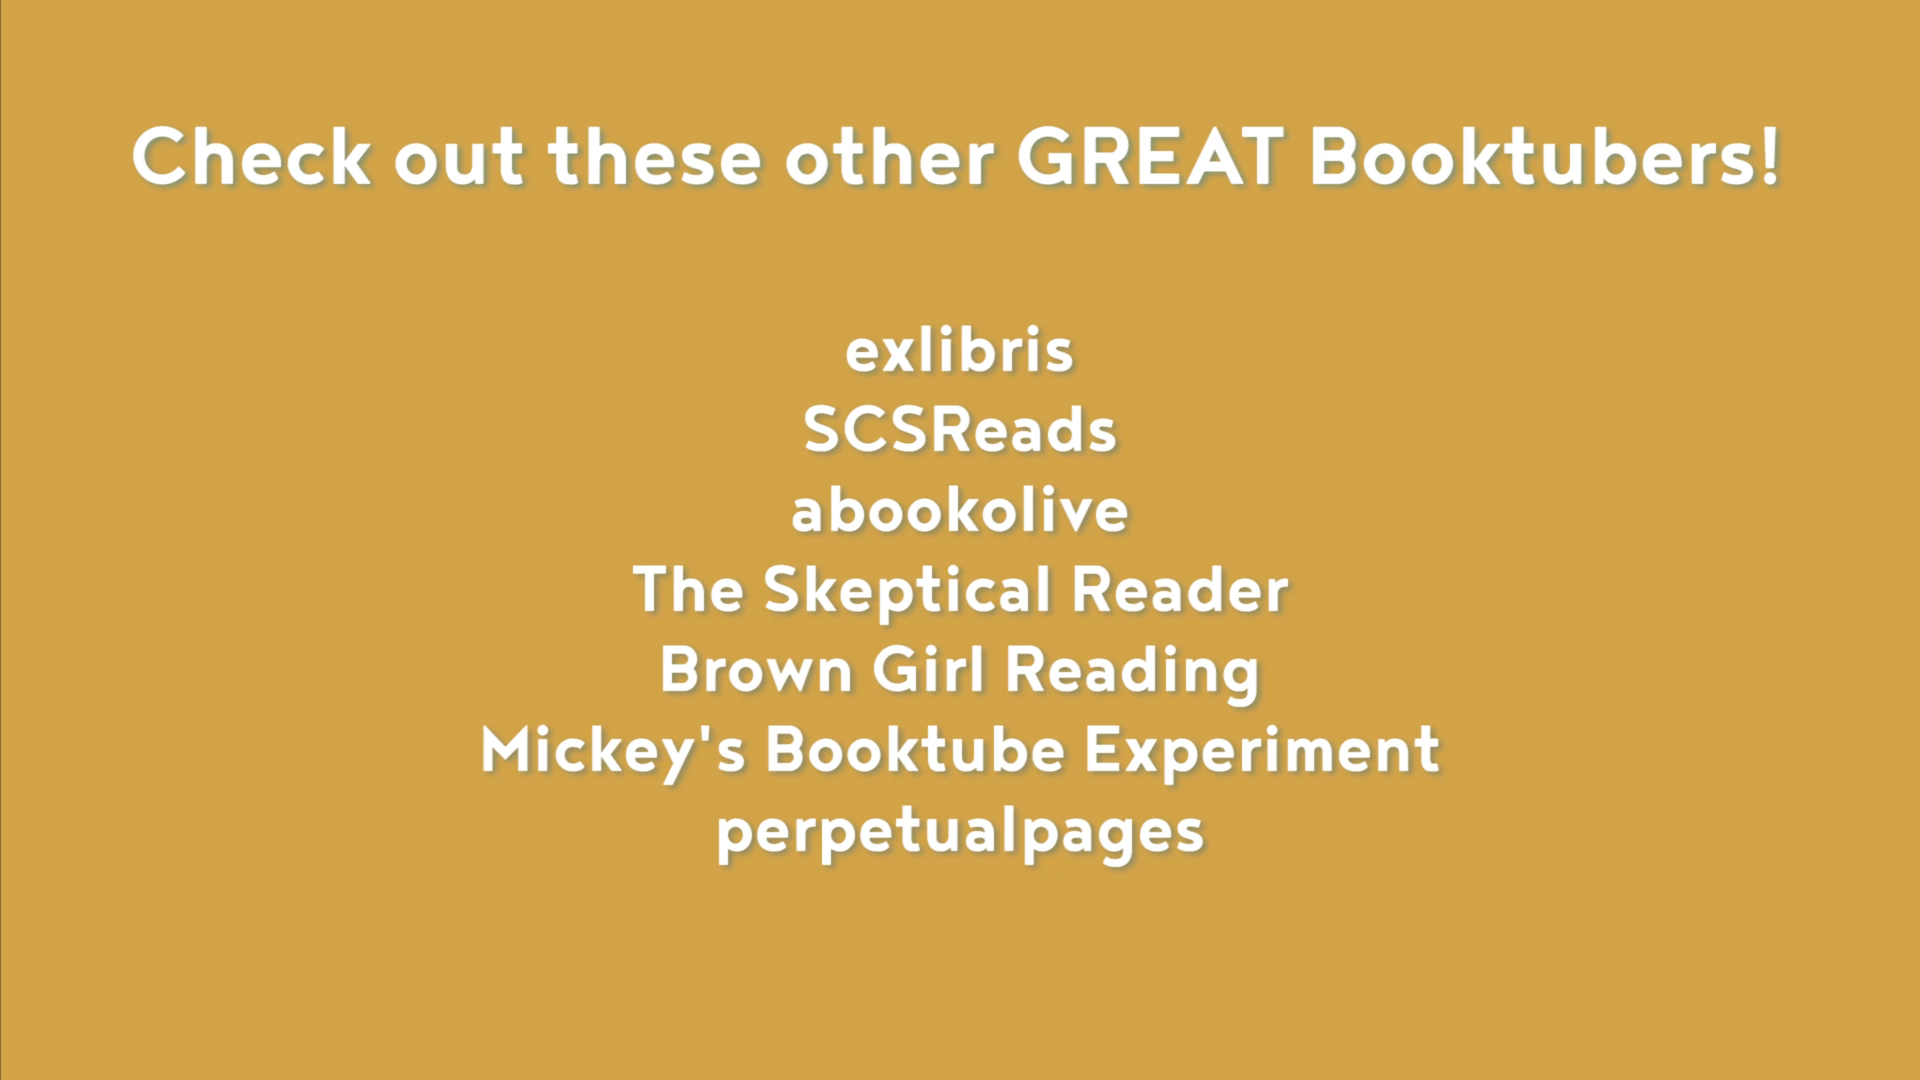 Check out these other GREAT Booktubers!
exlibris
SCSReads
abookolive
The Skeptical Reader
Brown Girl Reading
Mickey's Booktube Experiment
perpetualpages